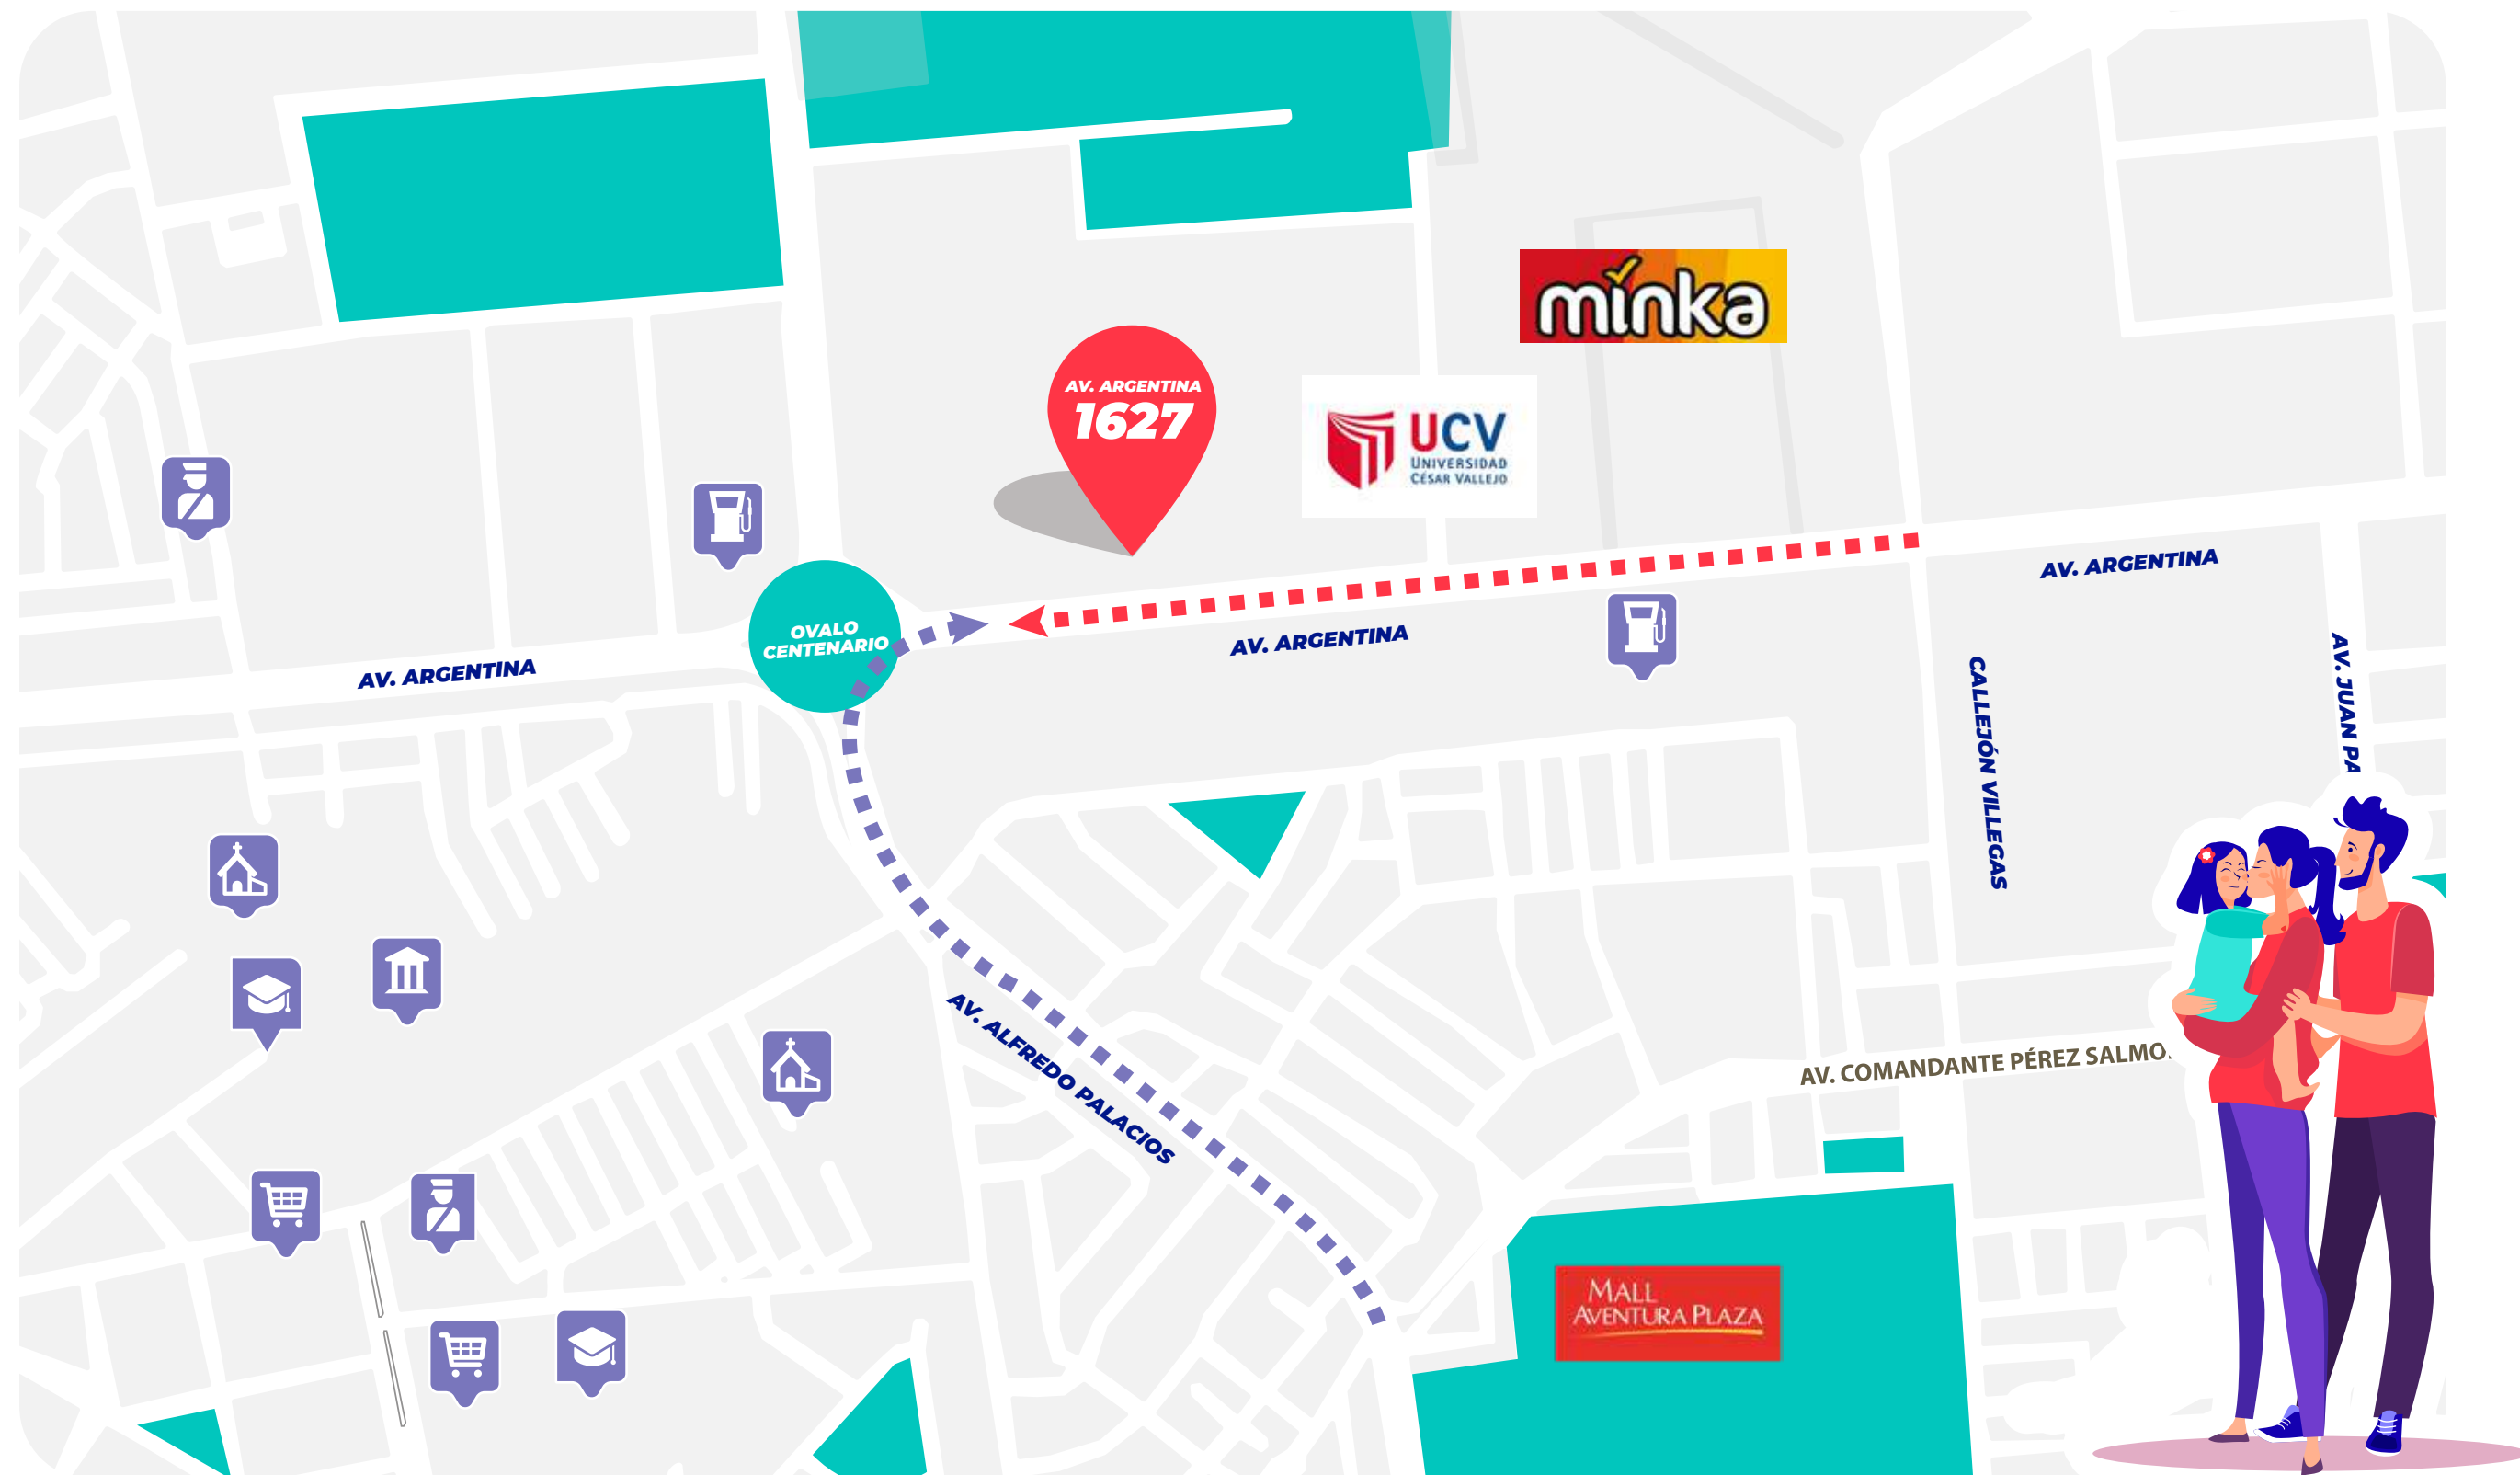 minka
AV. ARGENTINA
1627
UCV
UNIVERSIDAD
CÉSAR VALLEJO
AV. ARGENTINA
OVALO
CENTENARIO
AV. ARGENTINA
AV. ARGENTINA
CALLEJÓN VILLEGAS
AV. JUAN PA
AV. ALFREDO PALACIOS
AV. COMANDANTE PÉREZ SALMO
MALL
AVENTURA PLAZA